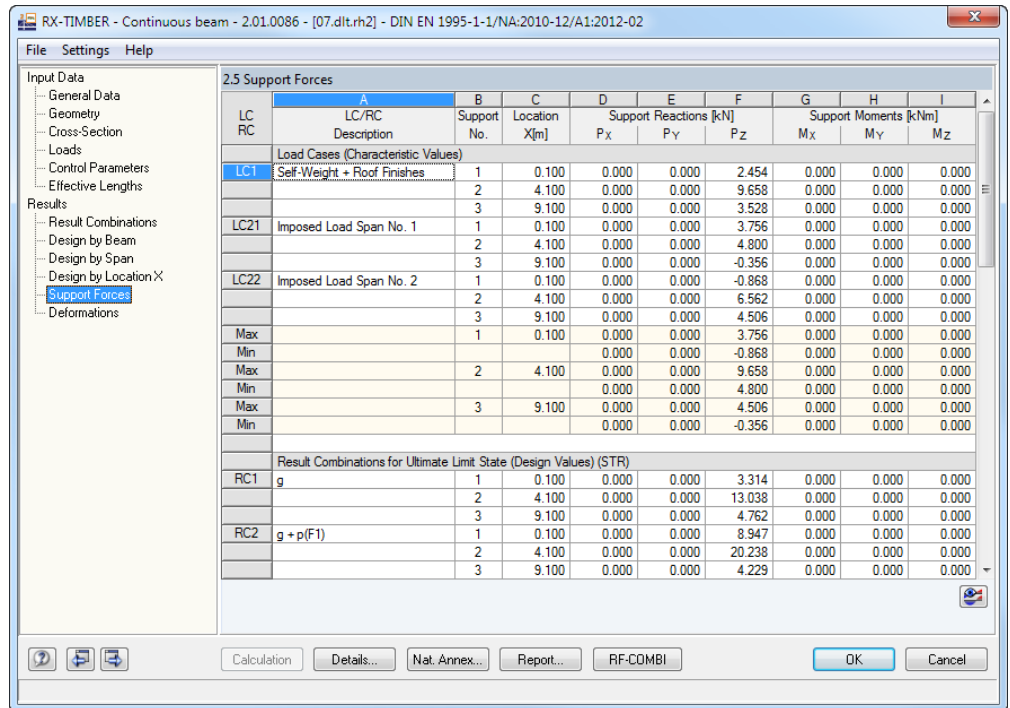 RX-TIMBER - Continuous beam - 2.01.0086 - [07.dlt.rh2] - DIN EN 1995-1-1/NA:2010-12/A1:2012-02
File Settings Help
Input Data
General Data
Geometry
Cross-Section
Loads
Control Parameters
Effective Lengths
Results
Result Combinations
Design by Beam
Design by Span
Design by Location X
Support Forces
Deformations
2.5 Support Forces
A B C D E F G H I
LC LC/RC Support Location Support Reactions [kN] Support Moments [kNm]
RC Description No. X[m] PX PY PZ MX MY MZ
Load Cases (Characteristic Values)
LC1 Self-Weight + Roof Finishes 1 0.100 0.000 0.000 2.454 0.000 0.000 0.000
2 4.100 0.000 0.000 9.658 0.000 0.000 0.000
3 9.100 0.000 0.000 3.528 0.000 0.000 0.000
LC21 Imposed Load Span No. 1 1 0.100 0.000 0.000 3.756 0.000 0.000 0.000
2 4.100 0.000 0.000 4.800 0.000 0.000 0.000
3 9.100 0.000 0.000 -0.356 0.000 0.000 0.000
LC22 Imposed Load Span No. 2 1 0.100 0.000 0.000 -0.868 0.000 0.000 0.000
2 4.100 0.000 0.000 6.562 0.000 0.000 0.000
3 9.100 0.000 0.000 4.506 0.000 0.000 0.000
Max 1 0.100 0.000 0.000 3.756 0.000 0.000 0.000
Min 0.000 0.000 -0.868 0.000 0.000 0.000
Max 2 4.100 0.000 0.000 9.658 0.000 0.000 0.000
Min 0.000 0.000 4.800 0.000 0.000 0.000
Max 3 9.100 0.000 0.000 4.506 0.000 0.000 0.000
Min 0.000 0.000 -0.356 0.000 0.000 0.000
Result Combinations for Ultimate Limit State (Design Values) (STR)
RC1 g 1 0.100 0.000 0.000 3.314 0.000 0.000 0.000
2 4.100 0.000 0.000 13.038 0.000 0.000 0.000
3 9.100 0.000 0.000 4.762 0.000 0.000 0.000
RC2 g + p(F1) 1 0.100 0.000 0.000 8.947 0.000 0.000 0.000
2 4.100 0.000 0.000 20.238 0.000 0.000 0.000
3 9.100 0.000 0.000 4.229 0.000 0.000 0.000
Calculation Details... Nat. Annex... Report... RF-COMBI OK Cancel